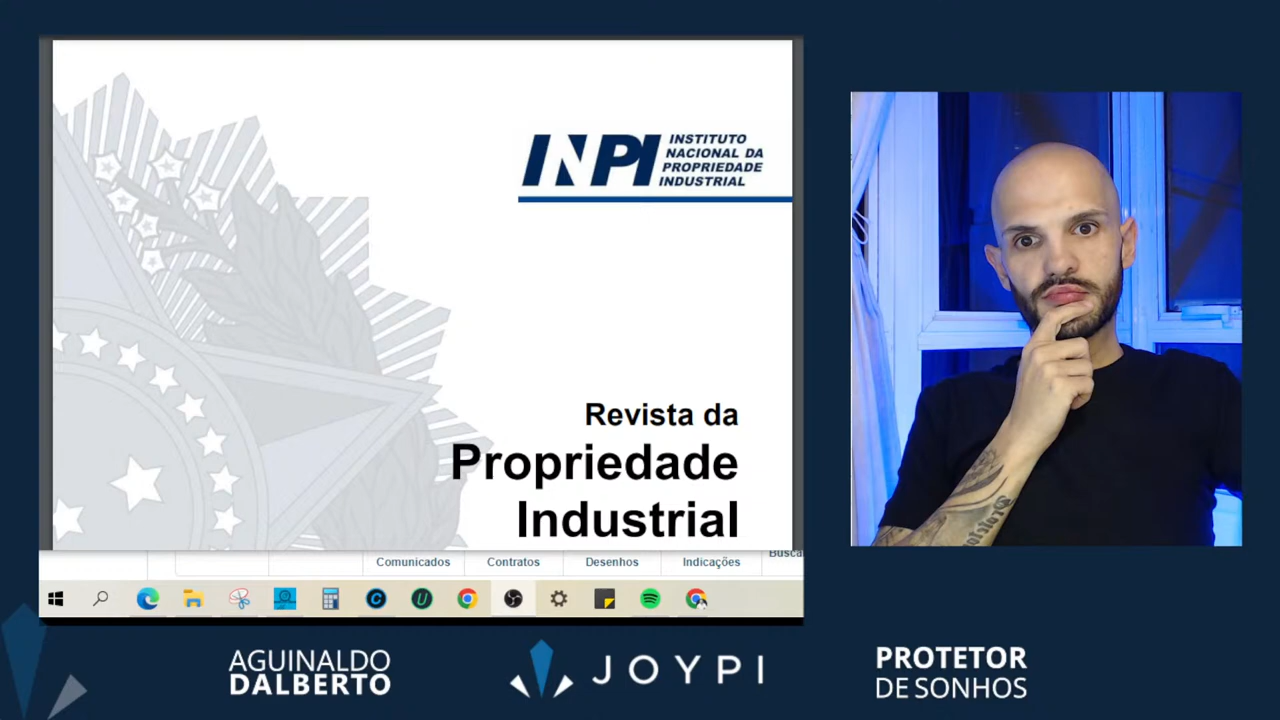 INPI
INSTITUTO
NACIONAL DA
PROPRIEDADE
INDUSTRIAL
Revista da
Propriedade
Industrial
Comunicados Contratos Desenhos Indicações Busca
AGUINALDO
DALBERTO
JOYPI
PROTETOR
DE SONHOS